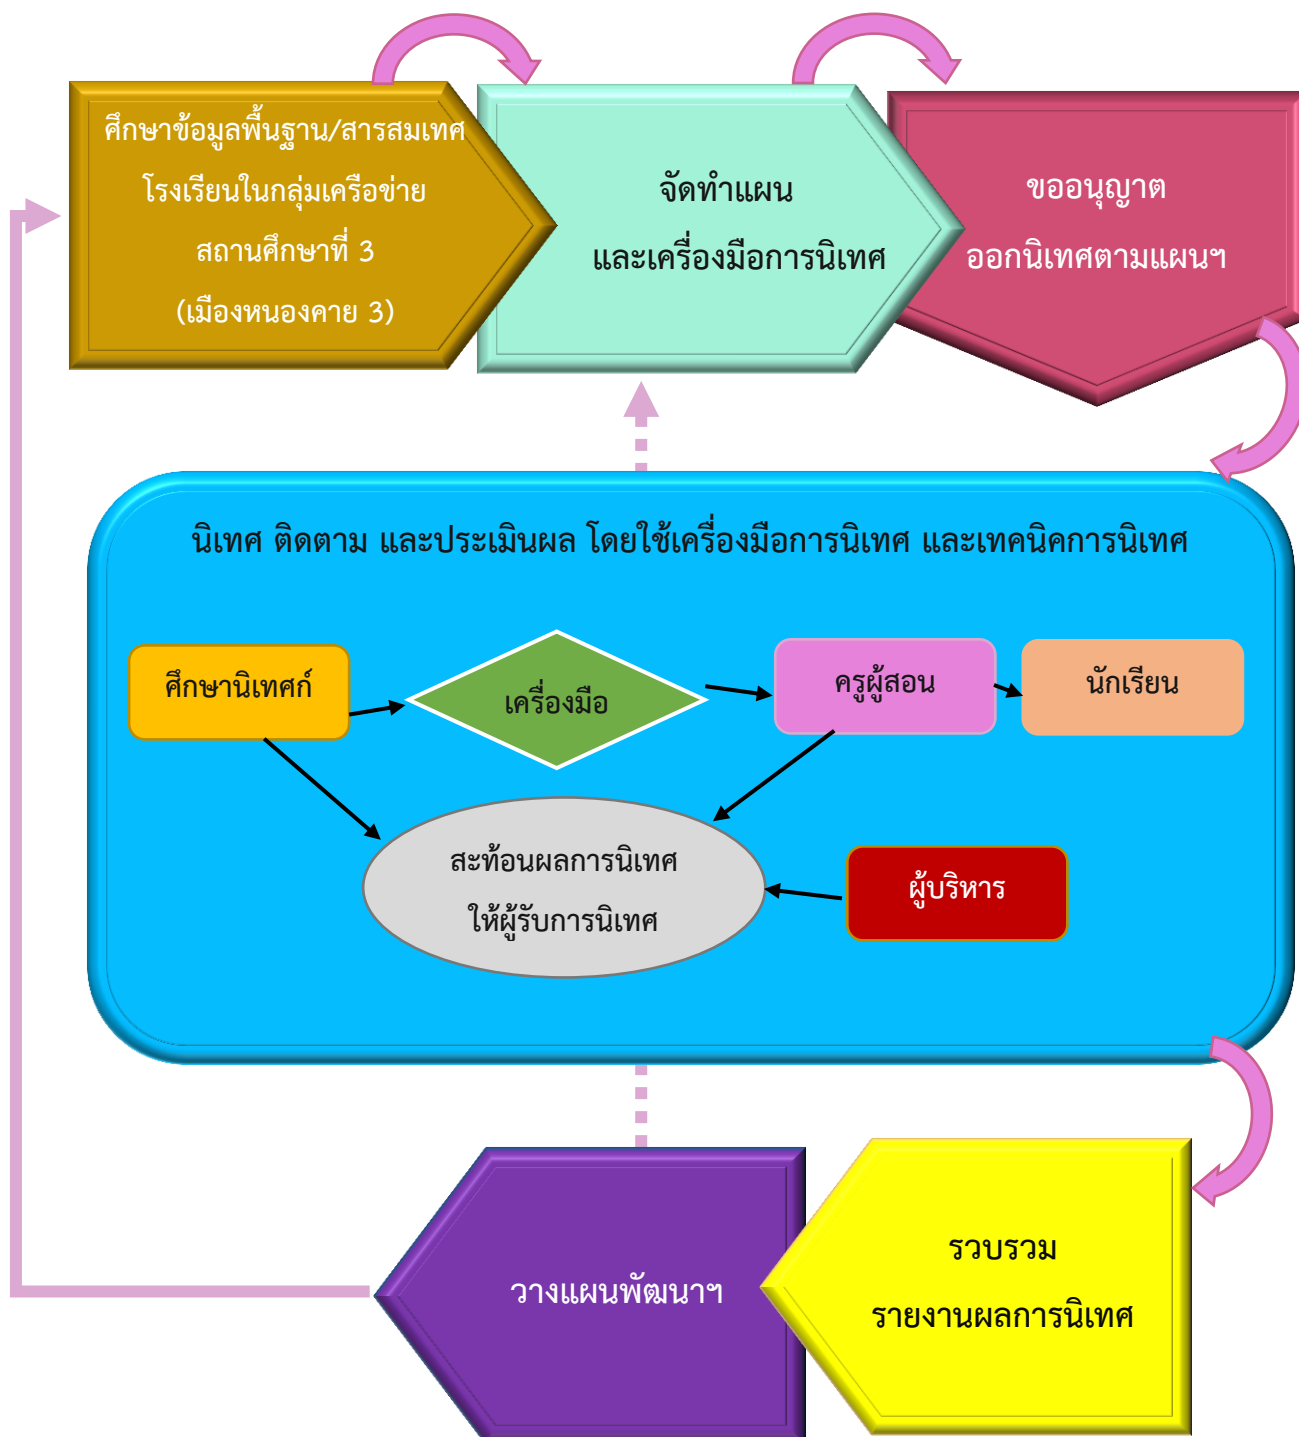 ศึกษาข้อมูลพื้นฐาน/สารสมเทศ
โรงเรียนในกลุ่มเครือข่าย
สถานศึกษาที่ 3
(เมืองหนองคาย 3)
จัดทำแผน
และเครื่องมือการนิเทศ
ขออนุญาต
ออกนิเทศตามแผนฯ
นิเทศ ติดตาม และประเมินผล โดยใช้เครื่องมือการนิเทศ และเทคนิคการนิเทศ
ศึกษานิเทศก์
เครื่องมือ
ครูผู้สอน
นักเรียน
สะท้อนผลการนิเทศ
ให้ผู้รับการนิเทศ
ผู้บริหาร
รวบรวม
รายงานผลการนิเทศ
วางแผนพัฒนาฯ